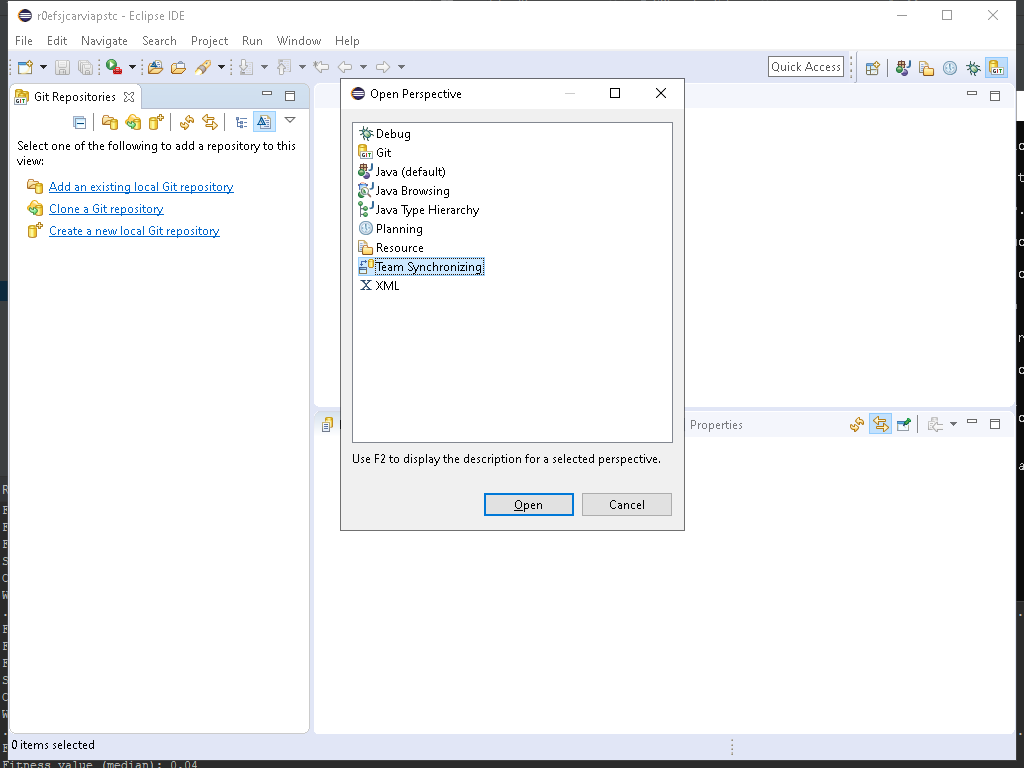 r0efsjcarviapstc - Eclipse IDE
File Edit Navigate Search Project Run Window Help
Quick Access
Git Repositories
Select one of the following to add a repository to this
view:
Add an existing local Git repository
Clone a Git repository
Create a new local Git repository
Open Perspective
Debug
Git
Java (default)
Java Browsing
Java Type Hierarchy
Planning
Resource
Team Synchronizing
XML
Use F2 to display the description for a selected perspective.
Open Cancel
Properties
0 items selected
Fitness value (median): 0.04